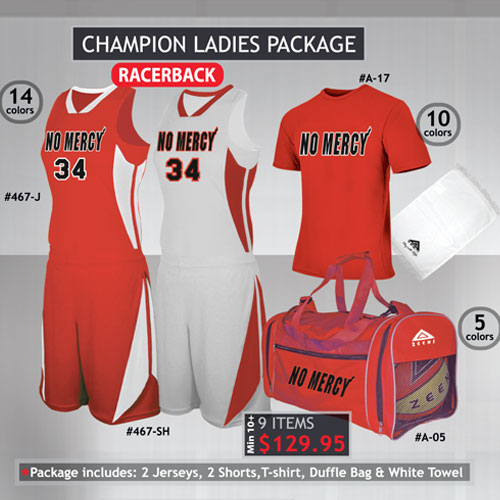 CHAMPION LADIES PACKAGE
RACERBACK
#A-17
14
colors
10
colors
NO MERCY
34
NO MERCY
34
NO MERCY
#467-J
5
colors
ZEEWI
NO MERCY
#467-SH
Min 10+
9 ITEMS
$129.95
#A-05
*Package includes: 2 Jerseys, 2 Shorts,T-shirt, Duffle Bag & White Towel